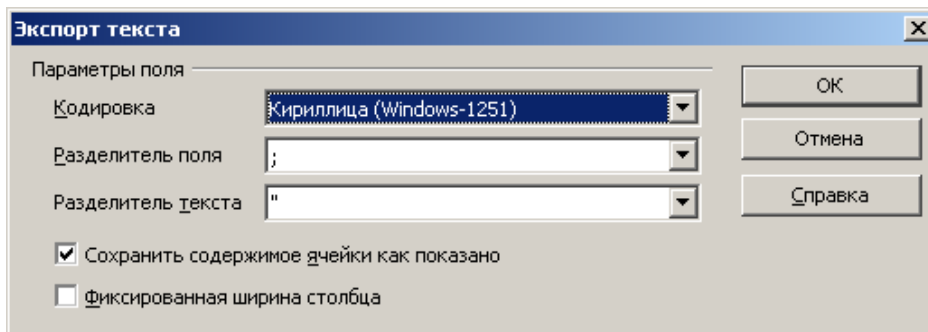 Экспорт текста
Параметры поля
Кодировка
Кириллица (Windows-1251)
Разделитель поля
;
Разделитель текста
"
Сохранить содержимое ячейки как показано
Фиксированная ширина столбца
ОК
Отмена
Справка